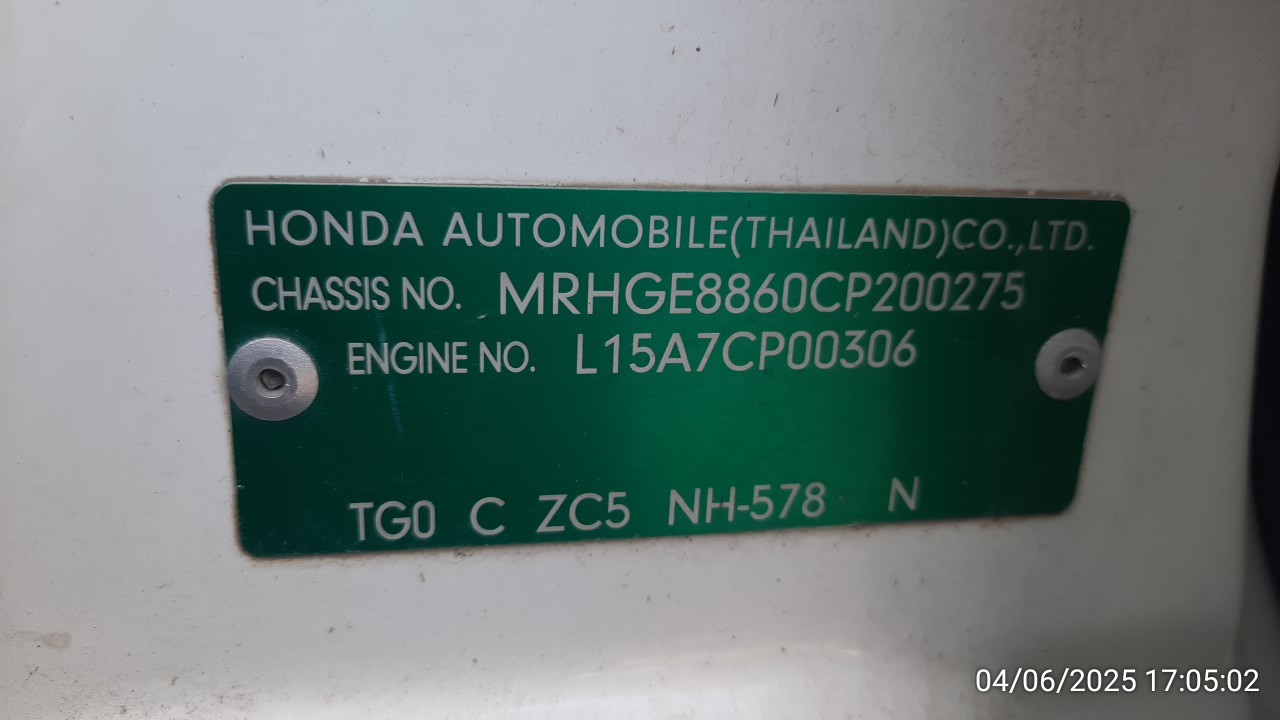 HONDA AUTOMOBILE(THAILAND)CO.,LTD.
CHASSIS NO. MRHGE8860CP200275
ENGINE NO. L15A7CP00306
TG0 C ZC5 NH-578 N
04/06/2025 17:05:02